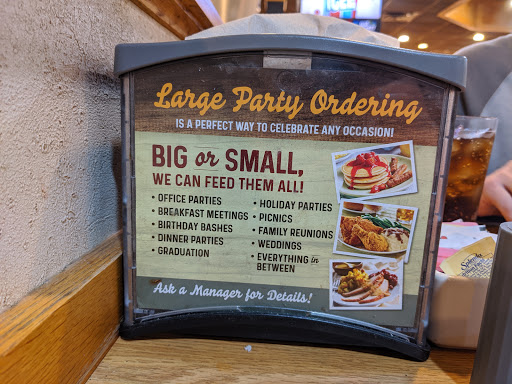 Large Party Ordering
IS A PERFECT WAY TO CELEBRATE ANY OCCASION!
BIG or SMALL,
WE CAN FEED THEM ALL!
• OFFICE PARTIES
• BREAKFAST MEETINGS
• BIRTHDAY BASHES
• DINNER PARTIES
• GRADUATION
• HOLIDAY PARTIES
• PICNICS
• FAMILY REUNIONS
• WEDDINGS
• EVERYTHING in
BETWEEN
Ask a Manager for Details!